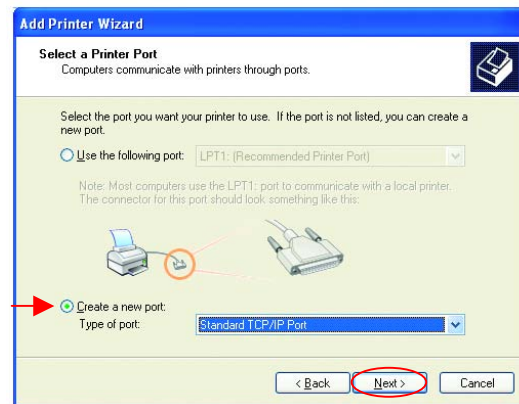 Add Printer Wizard
Select a Printer Port
Computers communicate with printers through ports.
Select the port you want your printer to use. If the port is not listed, you can create a
new port.
Use the following port: LPT1: (Recommended Printer Port)
Note: Most computers use the LPT1: port to communicate with a local printer.
The connector for this port should look something like this:
Create a new port:
Type of port: Standard TCP/IP Port
< Back Next > Cancel